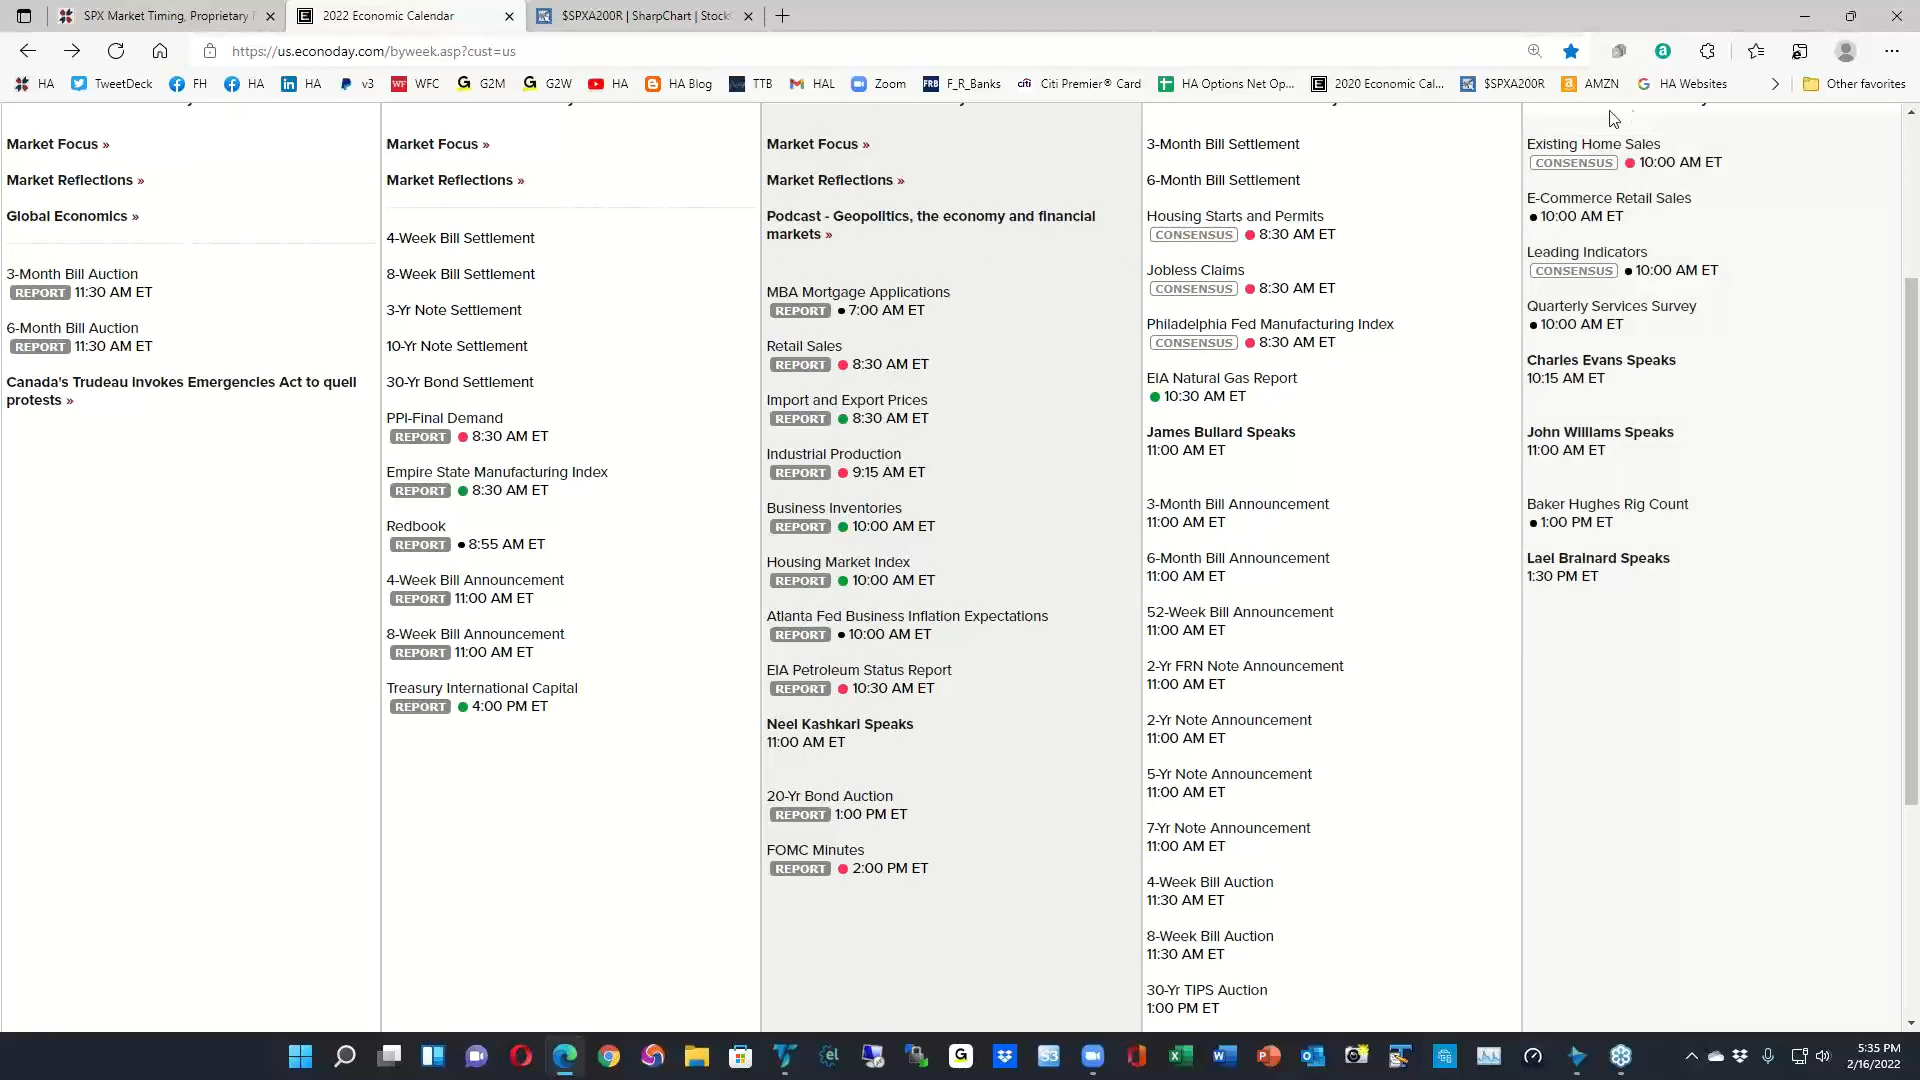 SPX Market Timing, Proprietary
2022 Economic Calendar
$SPXA200R | SharpChart | Stock
https://us.econoday.com/byweek.asp?cust=us
HA
TweetDeck
FH
HA
HA
v3
WFC
G2M
G2W
HA
HA Blog
TTB
HAL
Zoom
F_R_Banks
Citi Premier® Card
HA Options Net Op...
2020 Economic Cal...
$SPXA200R
AMZN
HA Websites
Other favorites
Market Focus »
Market Reflections »
Global Economics »
3-Month Bill Auction
REPORT 11:30 AM ET
6-Month Bill Auction
REPORT 11:30 AM ET
Canada's Trudeau invokes Emergencies Act to quell
protests »
Market Focus »
Market Reflections »
4-Week Bill Settlement
8-Week Bill Settlement
3-Yr Note Settlement
10-Yr Note Settlement
30-Yr Bond Settlement
PPI-Final Demand
REPORT 8:30 AM ET
Empire State Manufacturing Index
REPORT 8:30 AM ET
Redbook
REPORT 8:55 AM ET
4-Week Bill Announcement
REPORT 11:00 AM ET
8-Week Bill Announcement
REPORT 11:00 AM ET
Treasury International Capital
REPORT 4:00 PM ET
Market Focus »
Market Reflections »
Podcast - Geopolitics, the economy and financial
markets »
MBA Mortgage Applications
REPORT 7:00 AM ET
Retail Sales
REPORT 8:30 AM ET
Import and Export Prices
REPORT 8:30 AM ET
Industrial Production
REPORT 9:15 AM ET
Business Inventories
REPORT 10:00 AM ET
Housing Market Index
REPORT 10:00 AM ET
Atlanta Fed Business Inflation Expectations
REPORT 10:00 AM ET
EIA Petroleum Status Report
REPORT 10:30 AM ET
Neel Kashkari Speaks
11:00 AM ET
20-Yr Bond Auction
REPORT 1:00 PM ET
FOMC Minutes
REPORT 2:00 PM ET
3-Month Bill Settlement
6-Month Bill Settlement
Housing Starts and Permits
CONSENSUS 8:30 AM ET
Jobless Claims
CONSENSUS 8:30 AM ET
Philadelphia Fed Manufacturing Index
CONSENSUS 8:30 AM ET
EIA Natural Gas Report
10:30 AM ET
James Bullard Speaks
11:00 AM ET
3-Month Bill Announcement
11:00 AM ET
6-Month Bill Announcement
11:00 AM ET
52-Week Bill Announcement
11:00 AM ET
2-Yr FRN Note Announcement
11:00 AM ET
2-Yr Note Announcement
11:00 AM ET
5-Yr Note Announcement
11:00 AM ET
7-Yr Note Announcement
11:00 AM ET
4-Week Bill Auction
11:30 AM ET
8-Week Bill Auction
11:30 AM ET
30-Yr TIPS Auction
1:00 PM ET
Existing Home Sales
CONSENSUS 10:00 AM ET
E-Commerce Retail Sales
10:00 AM ET
Leading Indicators
CONSENSUS 10:00 AM ET
Quarterly Services Survey
10:00 AM ET
Charles Evans Speaks
10:15 AM ET
John Williams Speaks
11:00 AM ET
Baker Hughes Rig Count
1:00 PM ET
Lael Brainard Speaks
1:30 PM ET
5:35 PM
2/16/2022